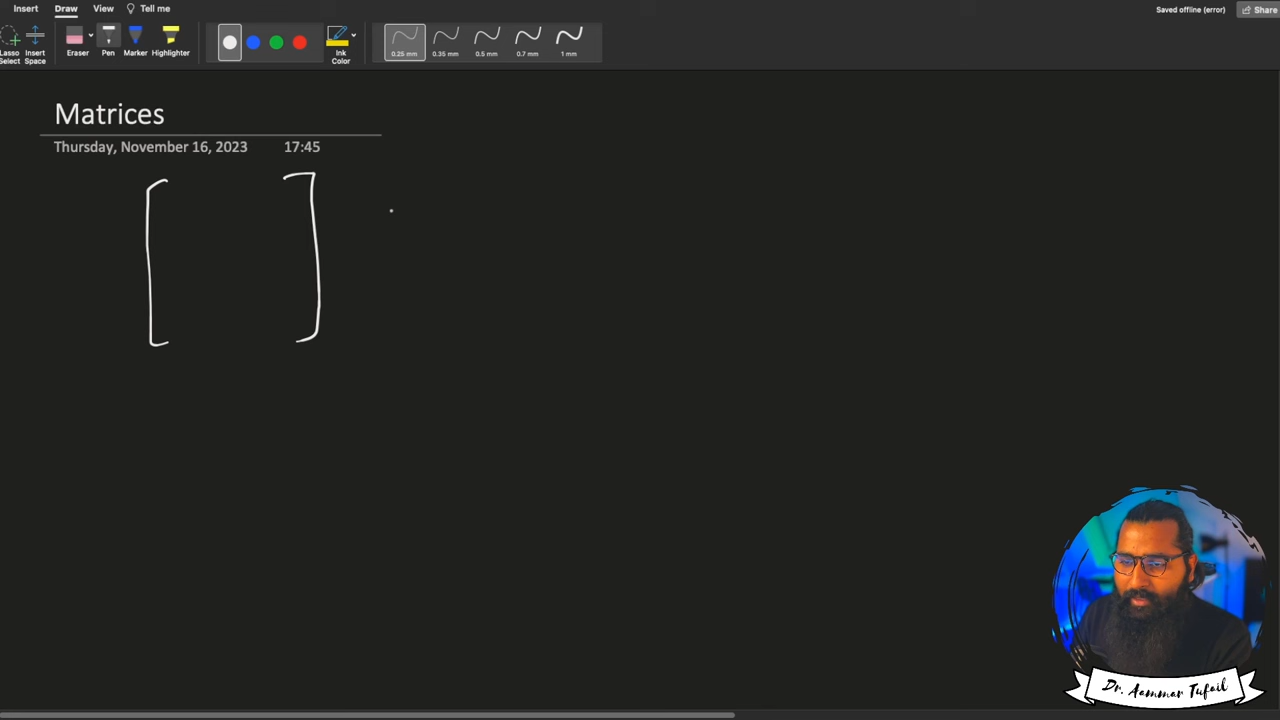 Insert Draw View Tell me
Saved offline (error) Share
Lasso Select
Insert Space
Eraser
Pen
Marker
Highlighter
Ink Color
0.25 mm
0.35 mm
0.5 mm
0.7 mm
1 mm
Matrices
Thursday, November 16, 2023 17:45
[ ]
Dr. Aammar Tufail